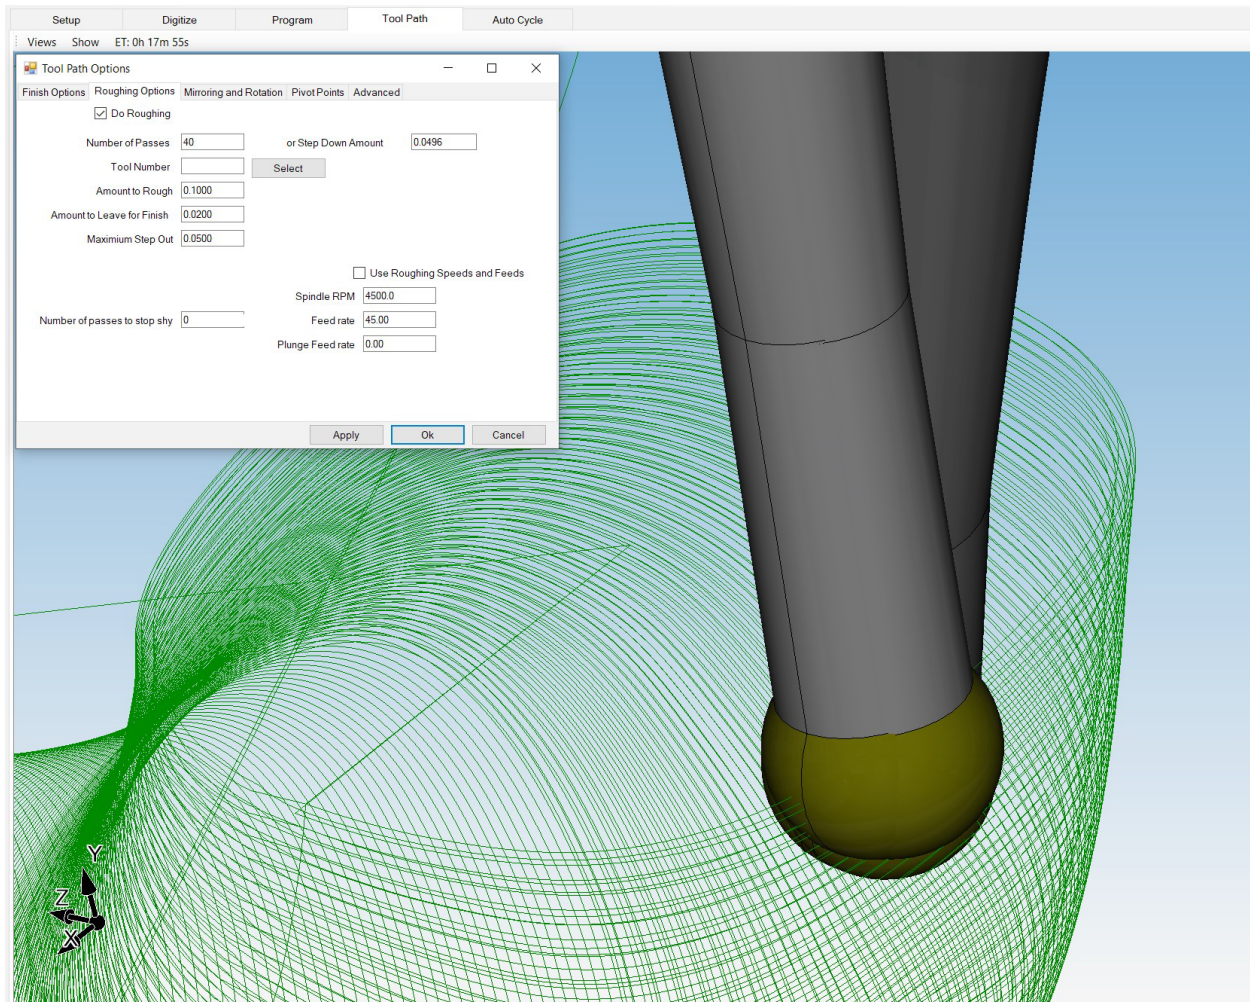 Setup Digitize Program Tool Path Auto Cycle
Views Show ET: 0h 17m 55s
Tool Path Options
Finish Options Roughing Options Mirroring and Rotation Pivot Points Advanced
Do Roughing
Number of Passes 40 or Step Down Amount 0.0496
Tool Number Select
Amount to Rough 0.1000
Amount to Leave for Finish 0.0200
Maximum Step Out 0.0500
Use Roughing Speeds and Feeds
Spindle RPM 4500.0
Number of passes to stop shy 0 Feed rate 45.00
Plunge Feed rate 0.00
Apply Ok Cancel
Y
Z
X